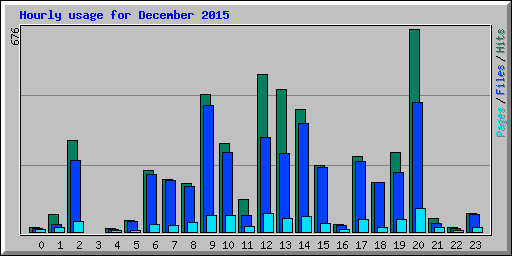 Hourly usage for December 2015
676
Pages / Files / Hits
0 1 2 3 4 5 6 7 8 9 10 11 12 13 14 15 16 17 18 19 20 21 22 23